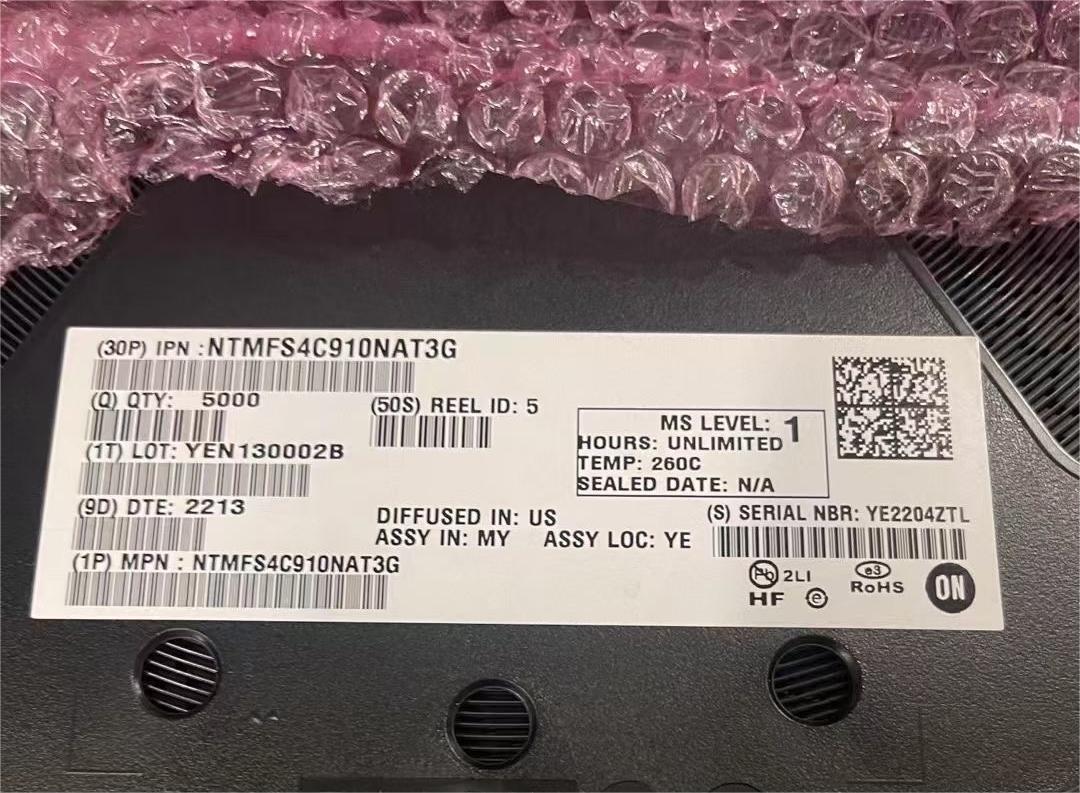 (30P) IPN :NTMFS4C910NAT3G
(Q) QTY: 5000
(50S) REEL ID: 5
(1T) LOT: YEN130002B
MS LEVEL: 1
HOURS: UNLIMITED
TEMP: 260C
SEALED DATE: N/A
(9D) DTE: 2213
DIFFUSED IN: US
ASSY IN: MY ASSY LOC: YE
(S) SERIAL NBR: YE2204ZTL
(1P) MPN : NTMFS4C910NAT3G
Pb 2LI
HF e
e3
RoHS
ON